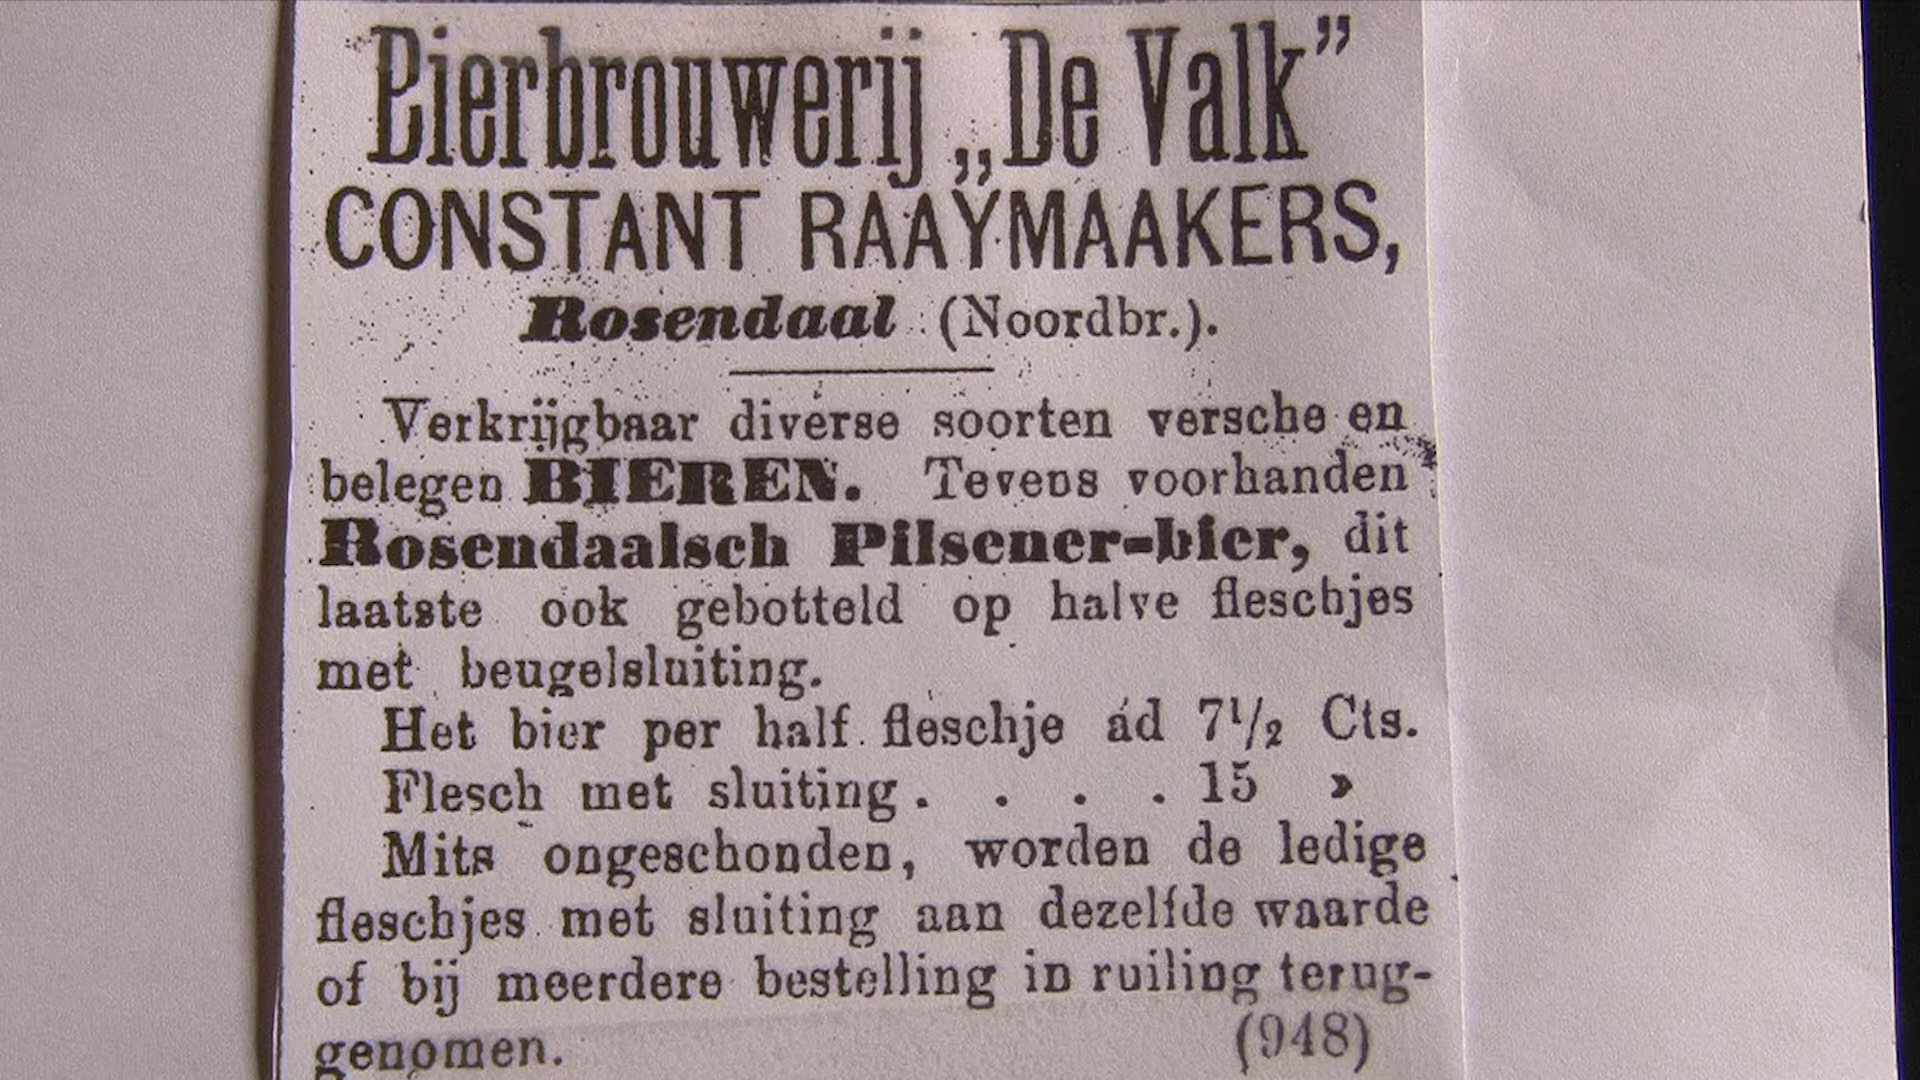 Bierbrouwerij „De Valk”
CONSTANT RAAYMAAKERS,
Rosendaal (Noordbr.).
Verkrijgbaar diverse soorten versche en
belegen BIEREN. Tevens voorhanden
Rosendaalsch Pilsener-bier, dit
laatste ook gebotteld op halve fleschjes
met beugelsluiting.
Het bier per half fleschje ád 7½ Cts.
Flesch met sluiting . . . . 15 »
Mits ongeschonden, worden de ledige
fleschjes met sluiting aan dezelfde waarde
of bij meerdere bestelling in ruiling terug-
genomen. (948)